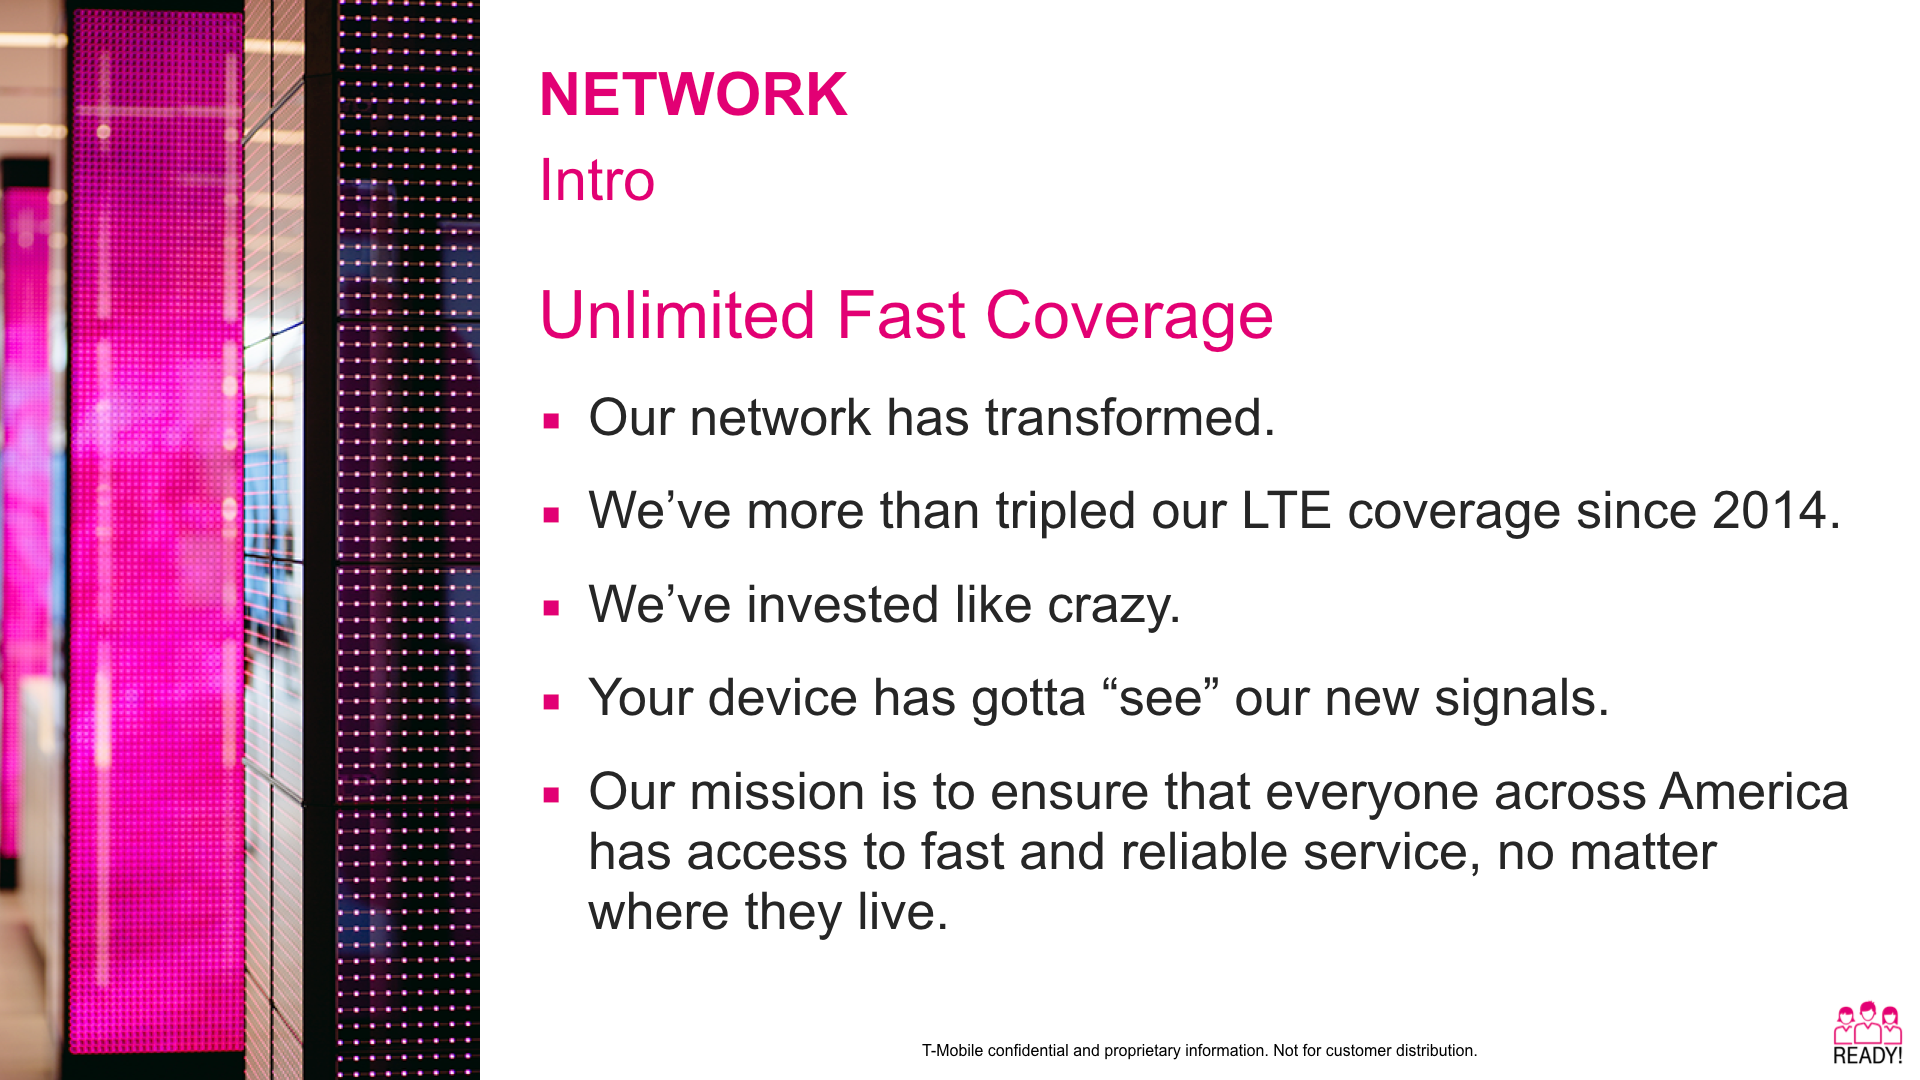 NETWORK
Intro
Unlimited Fast Coverage
▪ Our network has transformed.
▪ We’ve more than tripled our LTE coverage since 2014.
▪ We’ve invested like crazy.
▪ Your device has gotta “see” our new signals.
▪ Our mission is to ensure that everyone across America
has access to fast and reliable service, no matter
where they live.
T-Mobile confidential and proprietary information. Not for customer distribution.
READY!